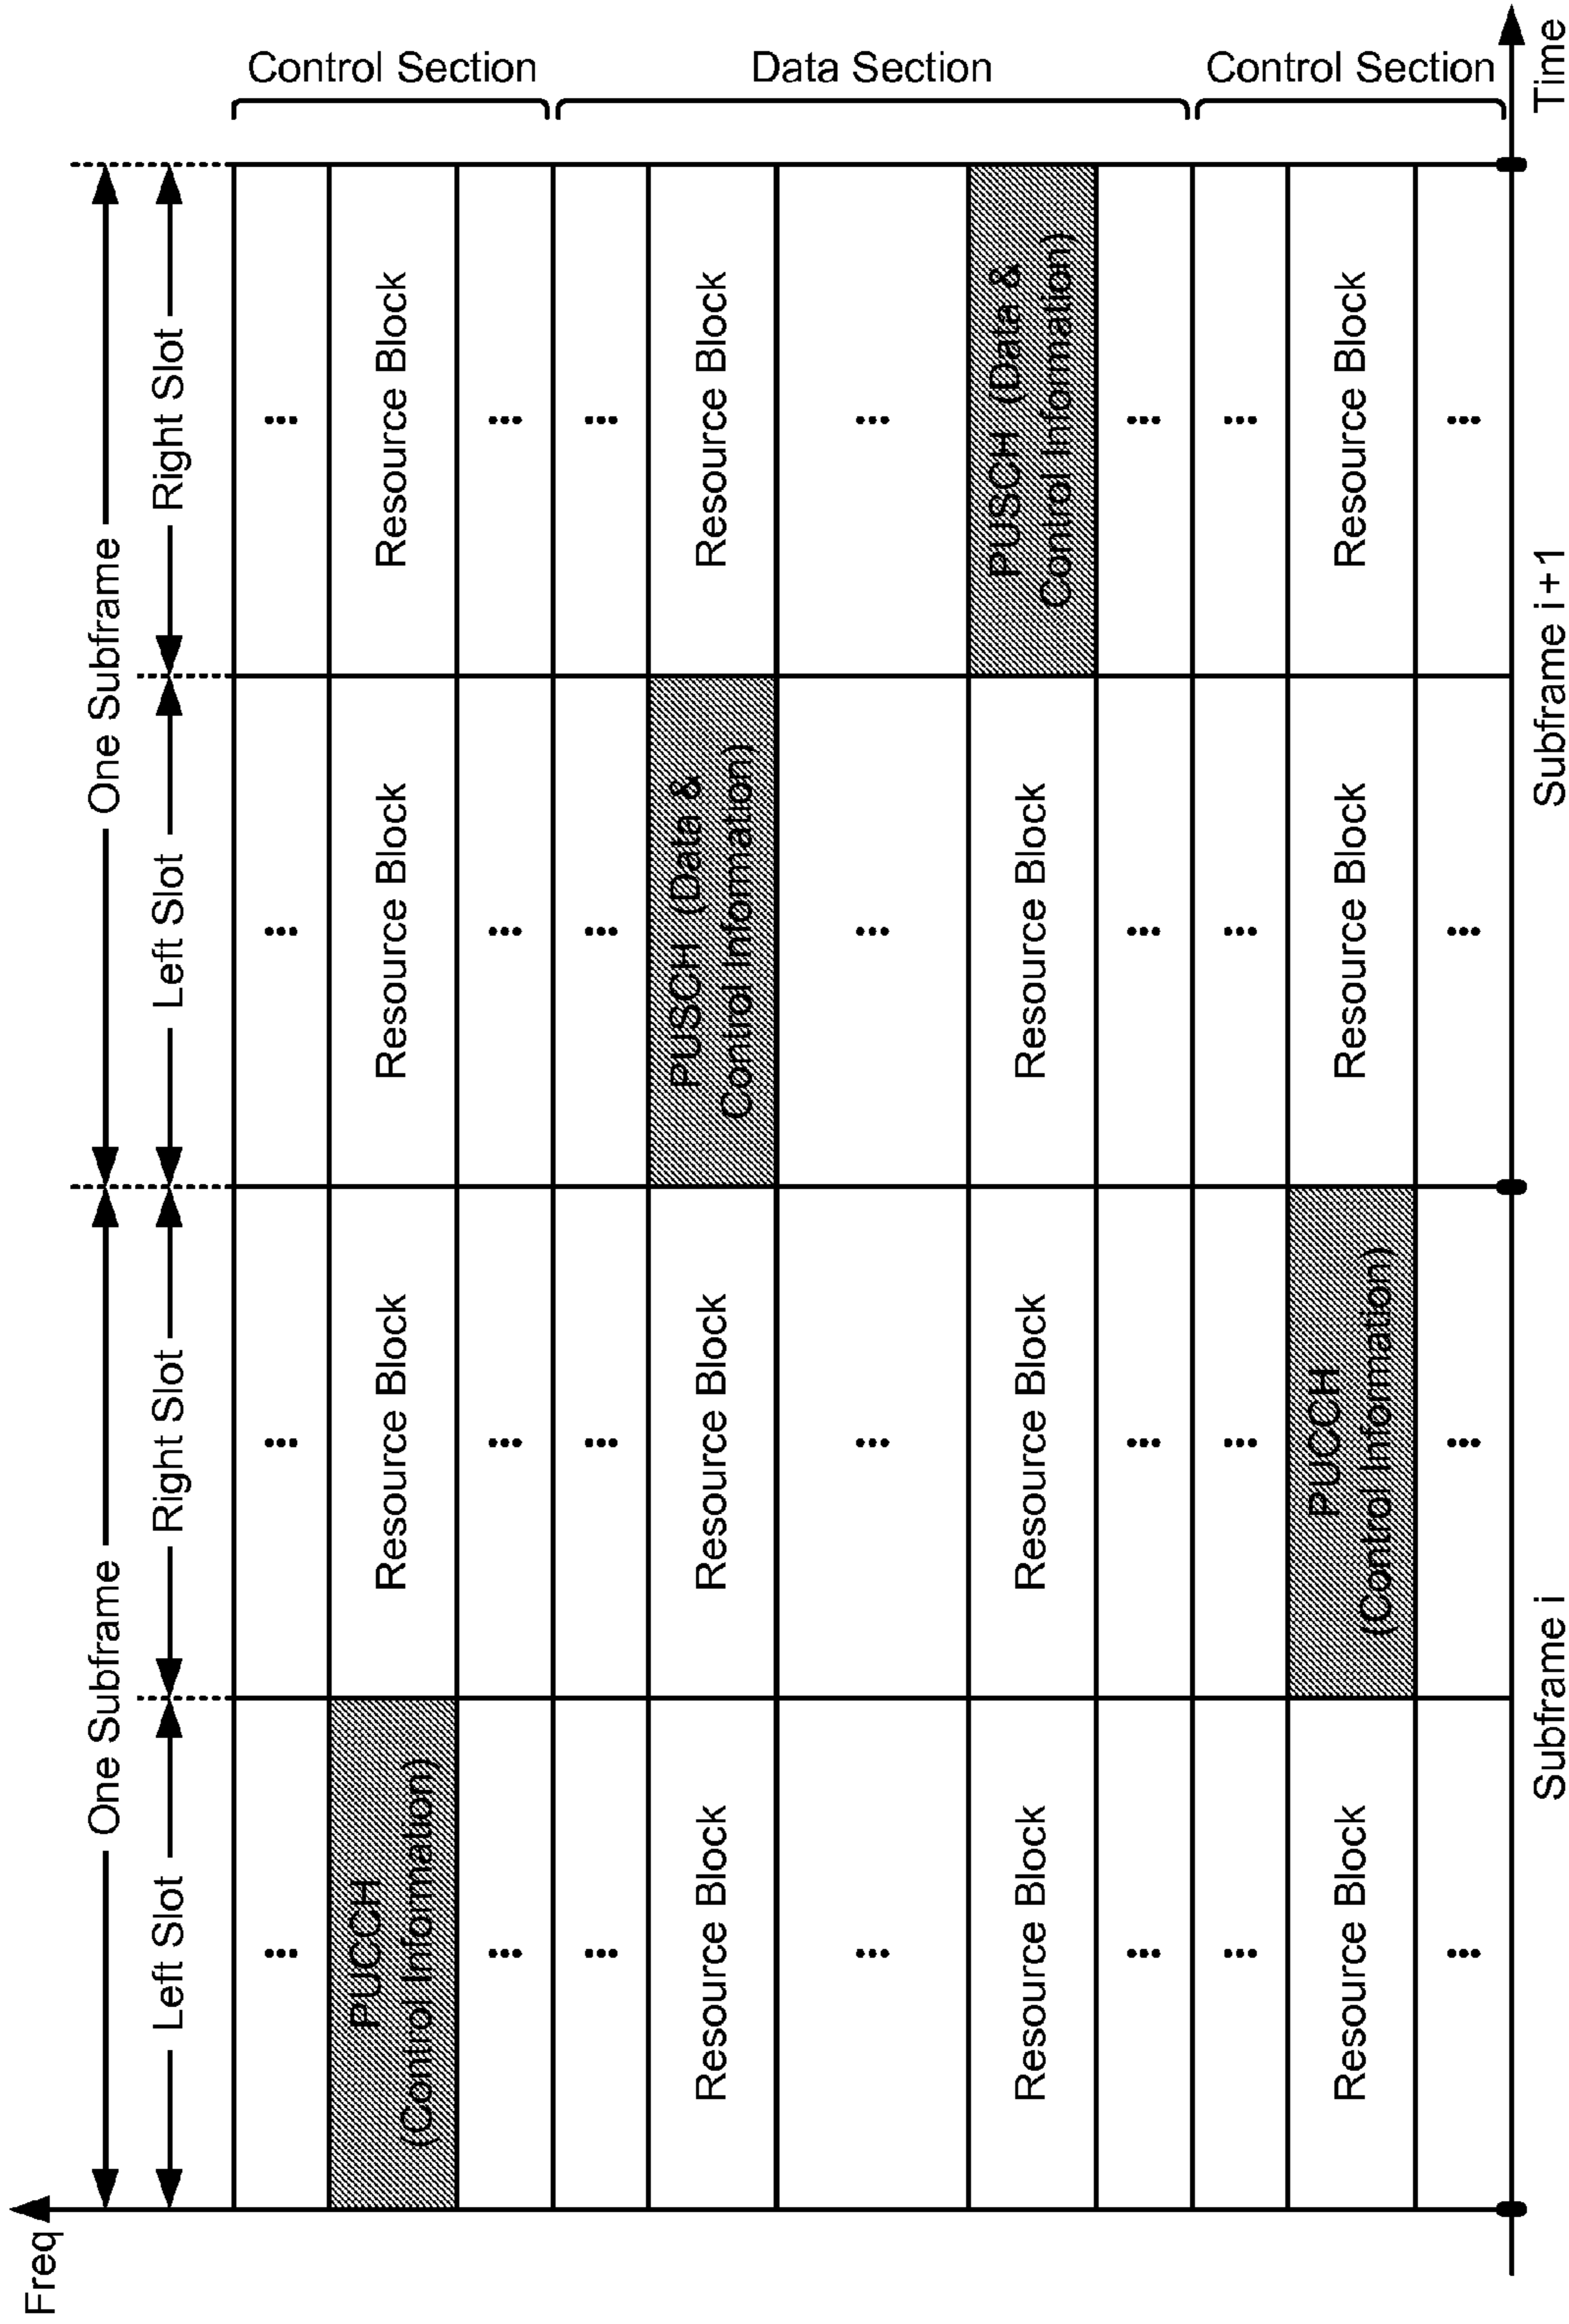 Freq
One Subframe
One Subframe
Left Slot
Right Slot
Left Slot
Right Slot
PUCCH
(Control Information)
Resource Block
Resource Block
Resource Block
Control Section
Resource Block
Resource Block
PUSCH (Data &
Control Information)
Resource Block
Data Section
Resource Block
Resource Block
Resource Block
PUSCH (Data &
Control Information)
Resource Block
PUCCH
(Control Information)
Resource Block
Resource Block
Control Section
Subframe i
Subframe i+1
Time